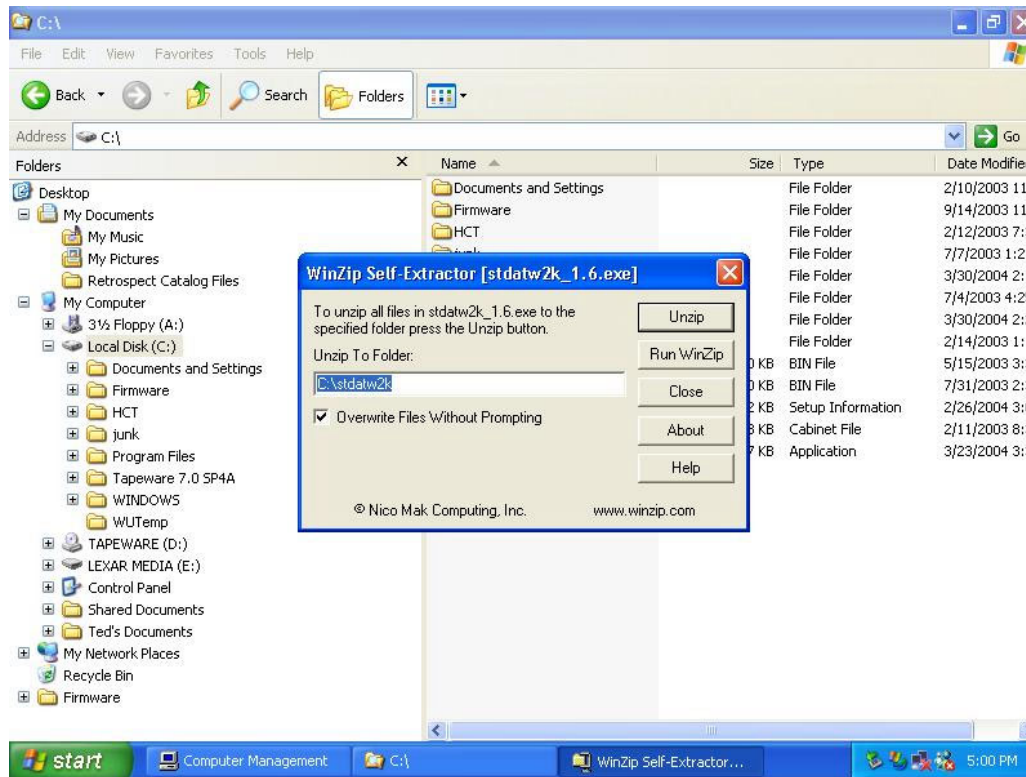 C:\
File Edit View Favorites Tools Help
Back Search Folders
Address C:\ Go
Folders
Name Size Type Date Modifie
Desktop
My Documents
My Music
My Pictures
Retrospect Catalog Files
My Computer
3½ Floppy (A:)
Local Disk (C:)
Documents and Settings
Firmware
HCT
junk
Program Files
Tapeware 7.0 SP4A
WINDOWS
WUTemp
TAPEWARE (D:)
LEXAR MEDIA (E:)
Control Panel
Shared Documents
Ted's Documents
My Network Places
Recycle Bin
Firmware
Documents and Settings File Folder 2/10/2003 11
Firmware File Folder 9/14/2003 11
HCT File Folder 2/12/2003 7:
File Folder 7/7/2003 1:2
File Folder 3/30/2004 2:
File Folder 7/4/2003 4:2
File Folder 3/30/2004 2:
File Folder 2/14/2003 1:
KB BIN File 5/15/2003 3:
KB BIN File 7/31/2003 2:
KB Setup Information 2/26/2004 3:
KB Cabinet File 2/11/2003 8:
KB Application 3/23/2004 3:
WinZip Self-Extractor [stdatw2k_1.6.exe]
To unzip all files in stdatw2k_1.6.exe to the
specified folder press the Unzip button.
Unzip To Folder:
C:\stdatw2k
Overwrite Files Without Prompting
Unzip
Run WinZip
Close
About
Help
© Nico Mak Computing, Inc. www.winzip.com
start Computer Management C:\ WinZip Self-Extractor... 5:00 PM